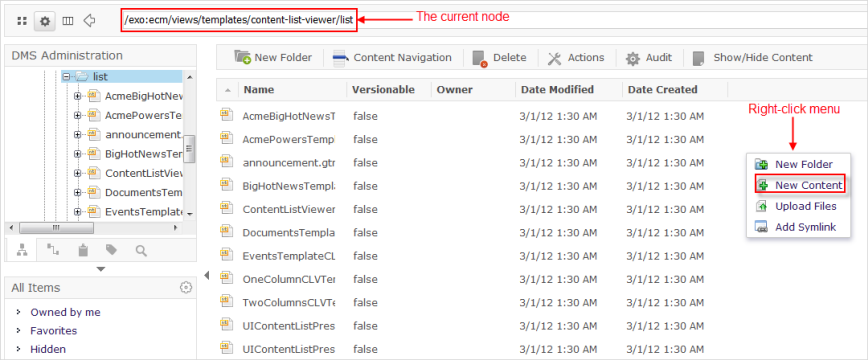 /exo:ecm/views/templates/content-list-viewer/list
The current node
DMS Administration
list
AcmeBigHotNew
AcmePowersTem
announcement.
BigHotNewsTem
ContentListView
DocumentsTemp
EventsTemplate
All Items
Owned by me
Favorites
Hidden
New Folder Content Navigation Delete Actions Audit Show/Hide Content
Name Versionable Owner Date Modified Date Created
AcmeBigHotNewsT false 3/1/12 1:30 AM 3/1/12 1:30 AM
AcmePowersTemp false 3/1/12 1:30 AM 3/1/12 1:30 AM
announcement.gtm false 3/1/12 1:30 AM 3/1/12 1:30 AM
BigHotNewsTempla false 3/1/12 1:30 AM 3/1/12 1:30 AM
ContentListViewer false 3/1/12 1:30 AM 3/1/12 1:30 AM
DocumentsTempla false 3/1/12 1:30 AM 3/1/12 1:30 AM
EventsTemplateCL false 3/1/12 1:30 AM 3/1/12 1:30 AM
OneColumnCLVTer false 3/1/12 1:30 AM 3/1/12 1:30 AM
TwoColumnsCLVTe false 3/1/12 1:30 AM 3/1/12 1:30 AM
UIContentListPres false 3/1/12 1:30 AM 3/1/12 1:30 AM
UIContentListPres false 3/1/12 1:30 AM 3/1/12 1:30 AM
Right-click menu
New Folder
New Content
Upload Files
Add Symlink